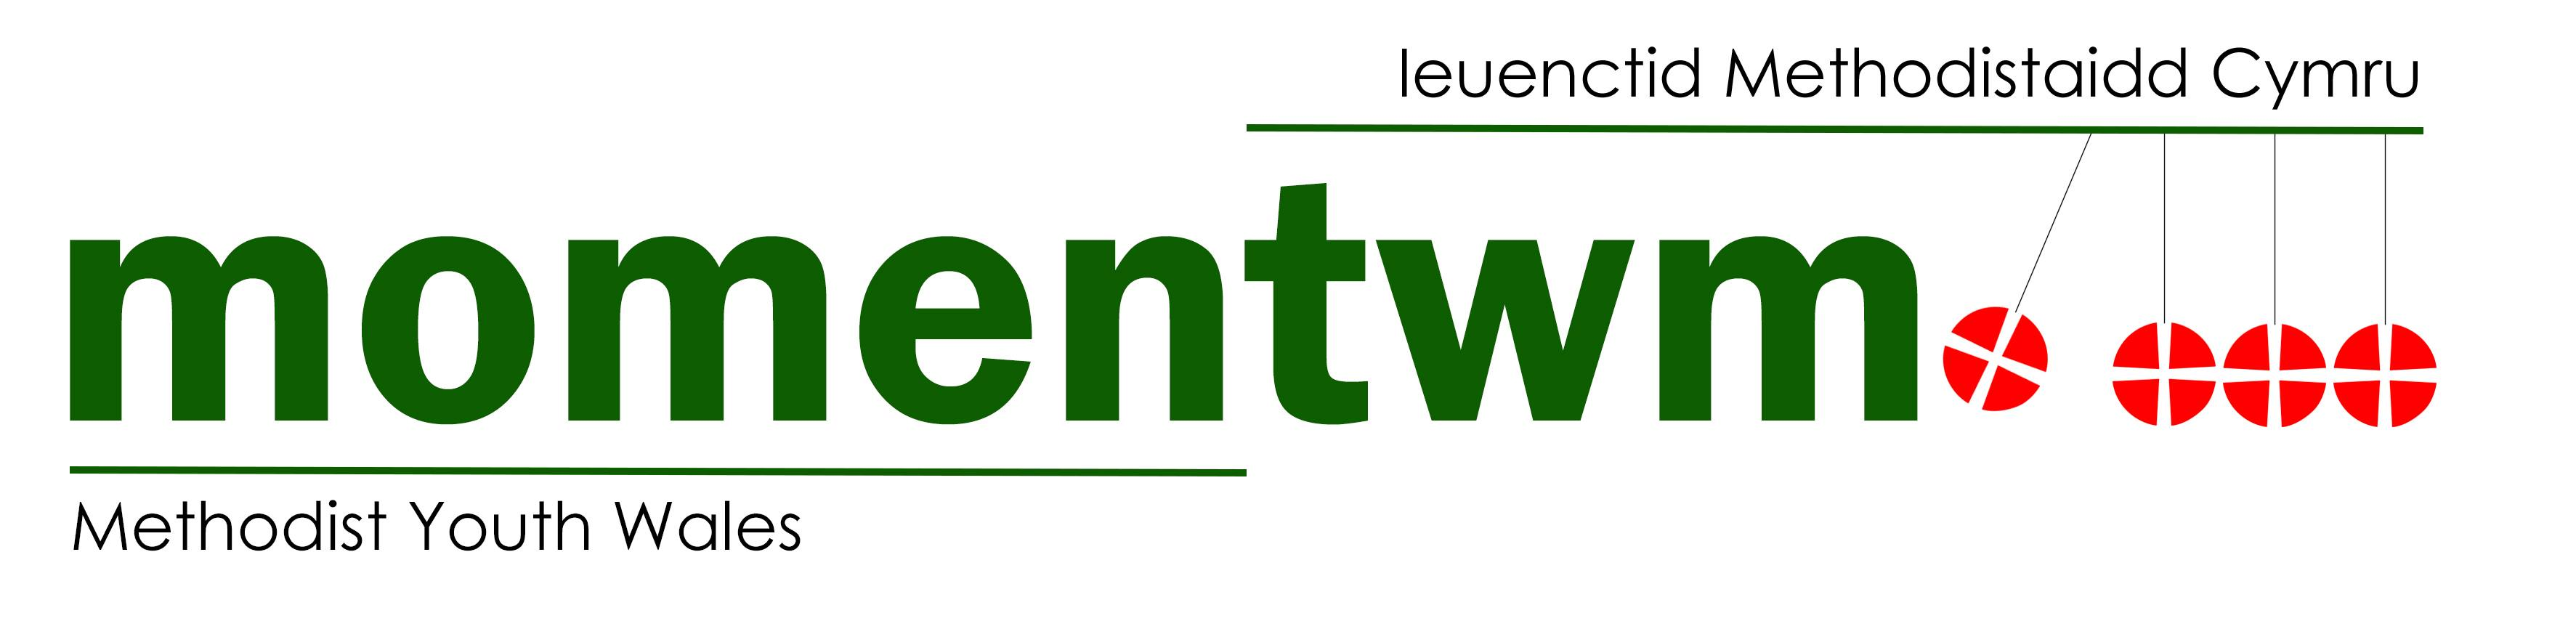 Ieuenctid Methodistaidd Cymru
momentwm
Methodist Youth Wales